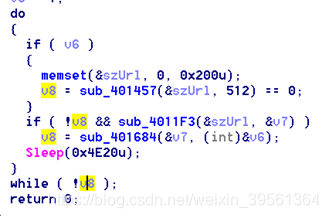 do
{
if ( v6 )
{
memset(&szUrl, 0, 0x200u);
v8 = sub_401457(&szUrl, 512) == 0;
}
if ( !v8 && sub_4011F3(&szUrl, &v7) )
v8 = sub_401684(&v7, (int)&v6);
Sleep(0x4E20u);
}
while ( !v8 );
return 0;
https://blog.csdn.net/weixin_39561364